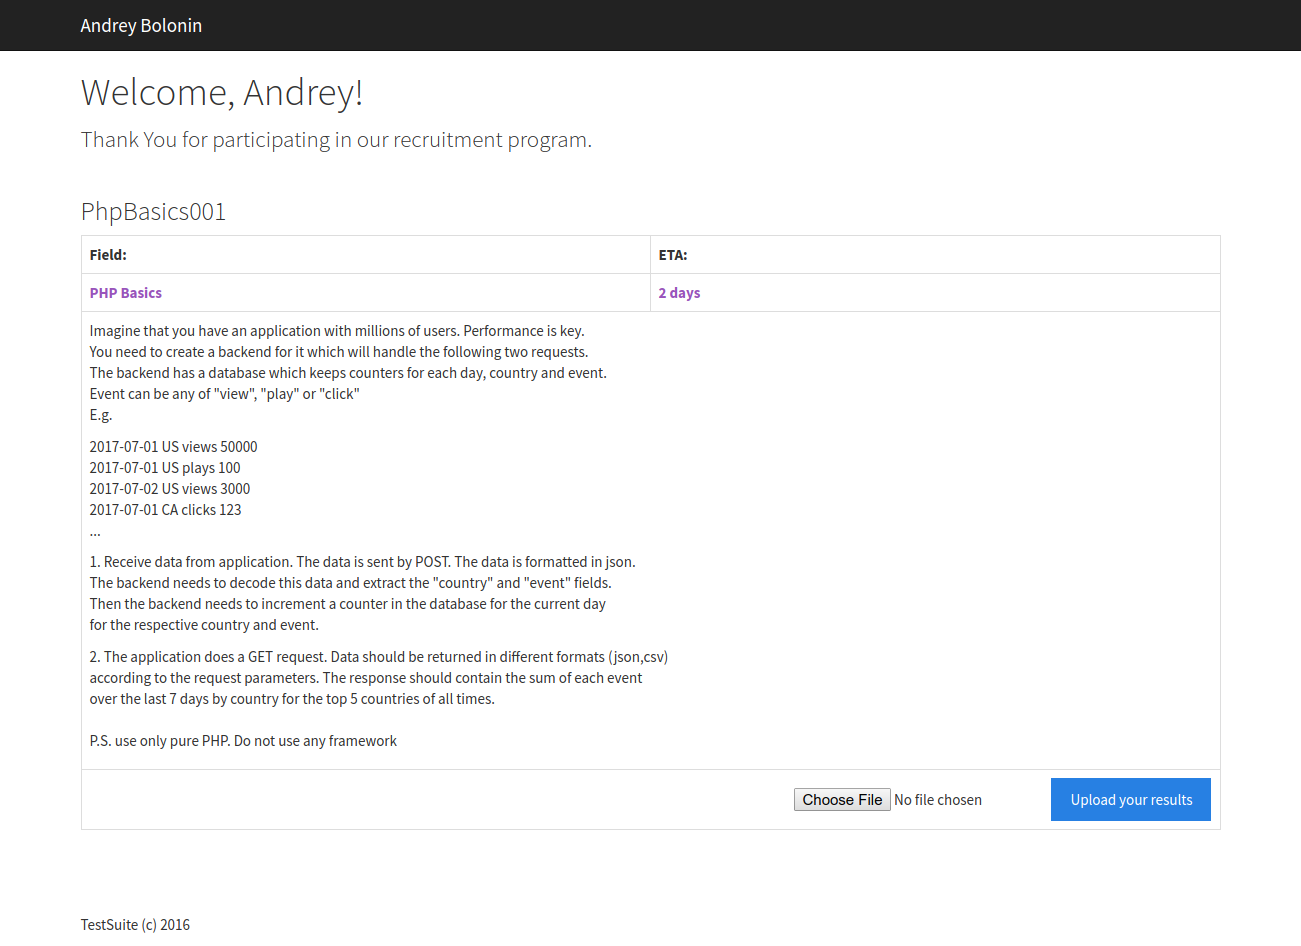 Andrey Bolonin
Welcome, Andrey!
Thank You for participating in our recruitment program.
PhpBasics001
Field:
ETA:
PHP Basics
2 days
Imagine that you have an application with millions of users. Performance is key.
You need to create a backend for it which will handle the following two requests.
The backend has a database which keeps counters for each day, country and event.
Event can be any of "view", "play" or "click"
E.g.
2017-07-01 US views 50000
2017-07-01 US plays 100
2017-07-02 US views 3000
2017-07-01 CA clicks 123
...
1. Receive data from application. The data is sent by POST. The data is formatted in json.
The backend needs to decode this data and extract the "country" and "event" fields.
Then the backend needs to increment a counter in the database for the current day
for the respective country and event.
2. The application does a GET request. Data should be returned in different formats (json,csv)
according to the request parameters. The response should contain the sum of each event
over the last 7 days by country for the top 5 countries of all times.
P.S. use only pure PHP. Do not use any framework
Choose File No file chosen
Upload your results
TestSuite (c) 2016